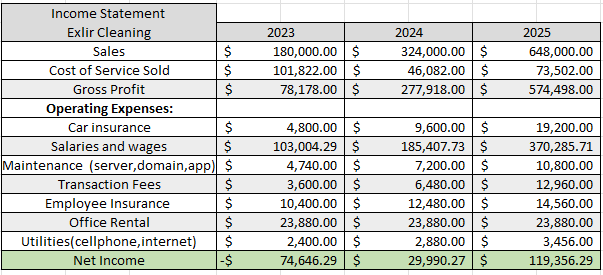 Income Statement
Exlir Cleaning 2023 2024 2025
Sales $ 180,000.00 $ 324,000.00 $ 648,000.00
Cost of Service Sold $ 101,822.00 $ 46,082.00 $ 73,502.00
Gross Profit $ 78,178.00 $ 277,918.00 $ 574,498.00
Operating Expenses:
Car insurance $ 4,800.00 $ 9,600.00 $ 19,200.00
Salaries and wages $ 103,004.29 $ 185,407.73 $ 370,285.71
Maintenance (server,domain,app) $ 4,740.00 $ 7,200.00 $ 10,800.00
Transaction Fees $ 3,600.00 $ 6,480.00 $ 12,960.00
Employee Insurance $ 10,400.00 $ 12,480.00 $ 14,560.00
Office Rental $ 23,880.00 $ 23,880.00 $ 23,880.00
Utilities(cellphone,internet) $ 2,400.00 $ 2,880.00 $ 3,456.00
Net Income -$ 74,646.29 $ 29,990.27 $ 119,356.29